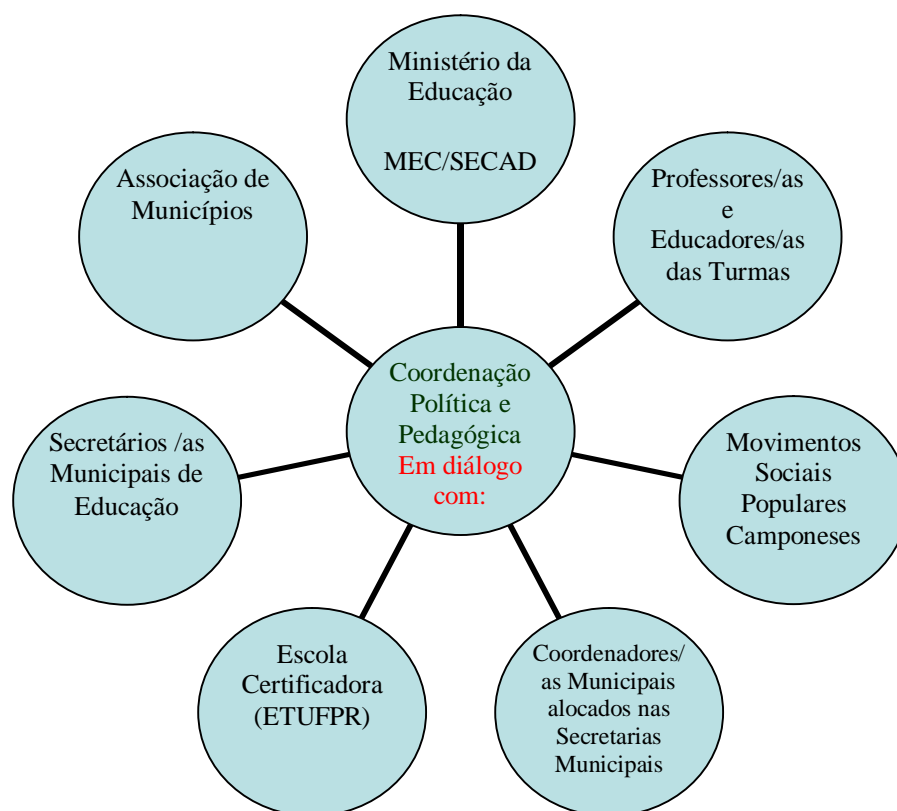 Ministério da
Educação
MEC/SECAD
Associação de
Municípios
Professores/as
e
Educadores/as
das Turmas
Coordenação
Política e
Pedagógica
Em diálogo
com:
Secretários /as
Municipais de
Educação
Movimentos
Sociais
Populares
Camponeses
Escola
Certificadora
(ETUFPR)
Coordenadores/
as Municipais
alocados nas
Secretarias
Municipais